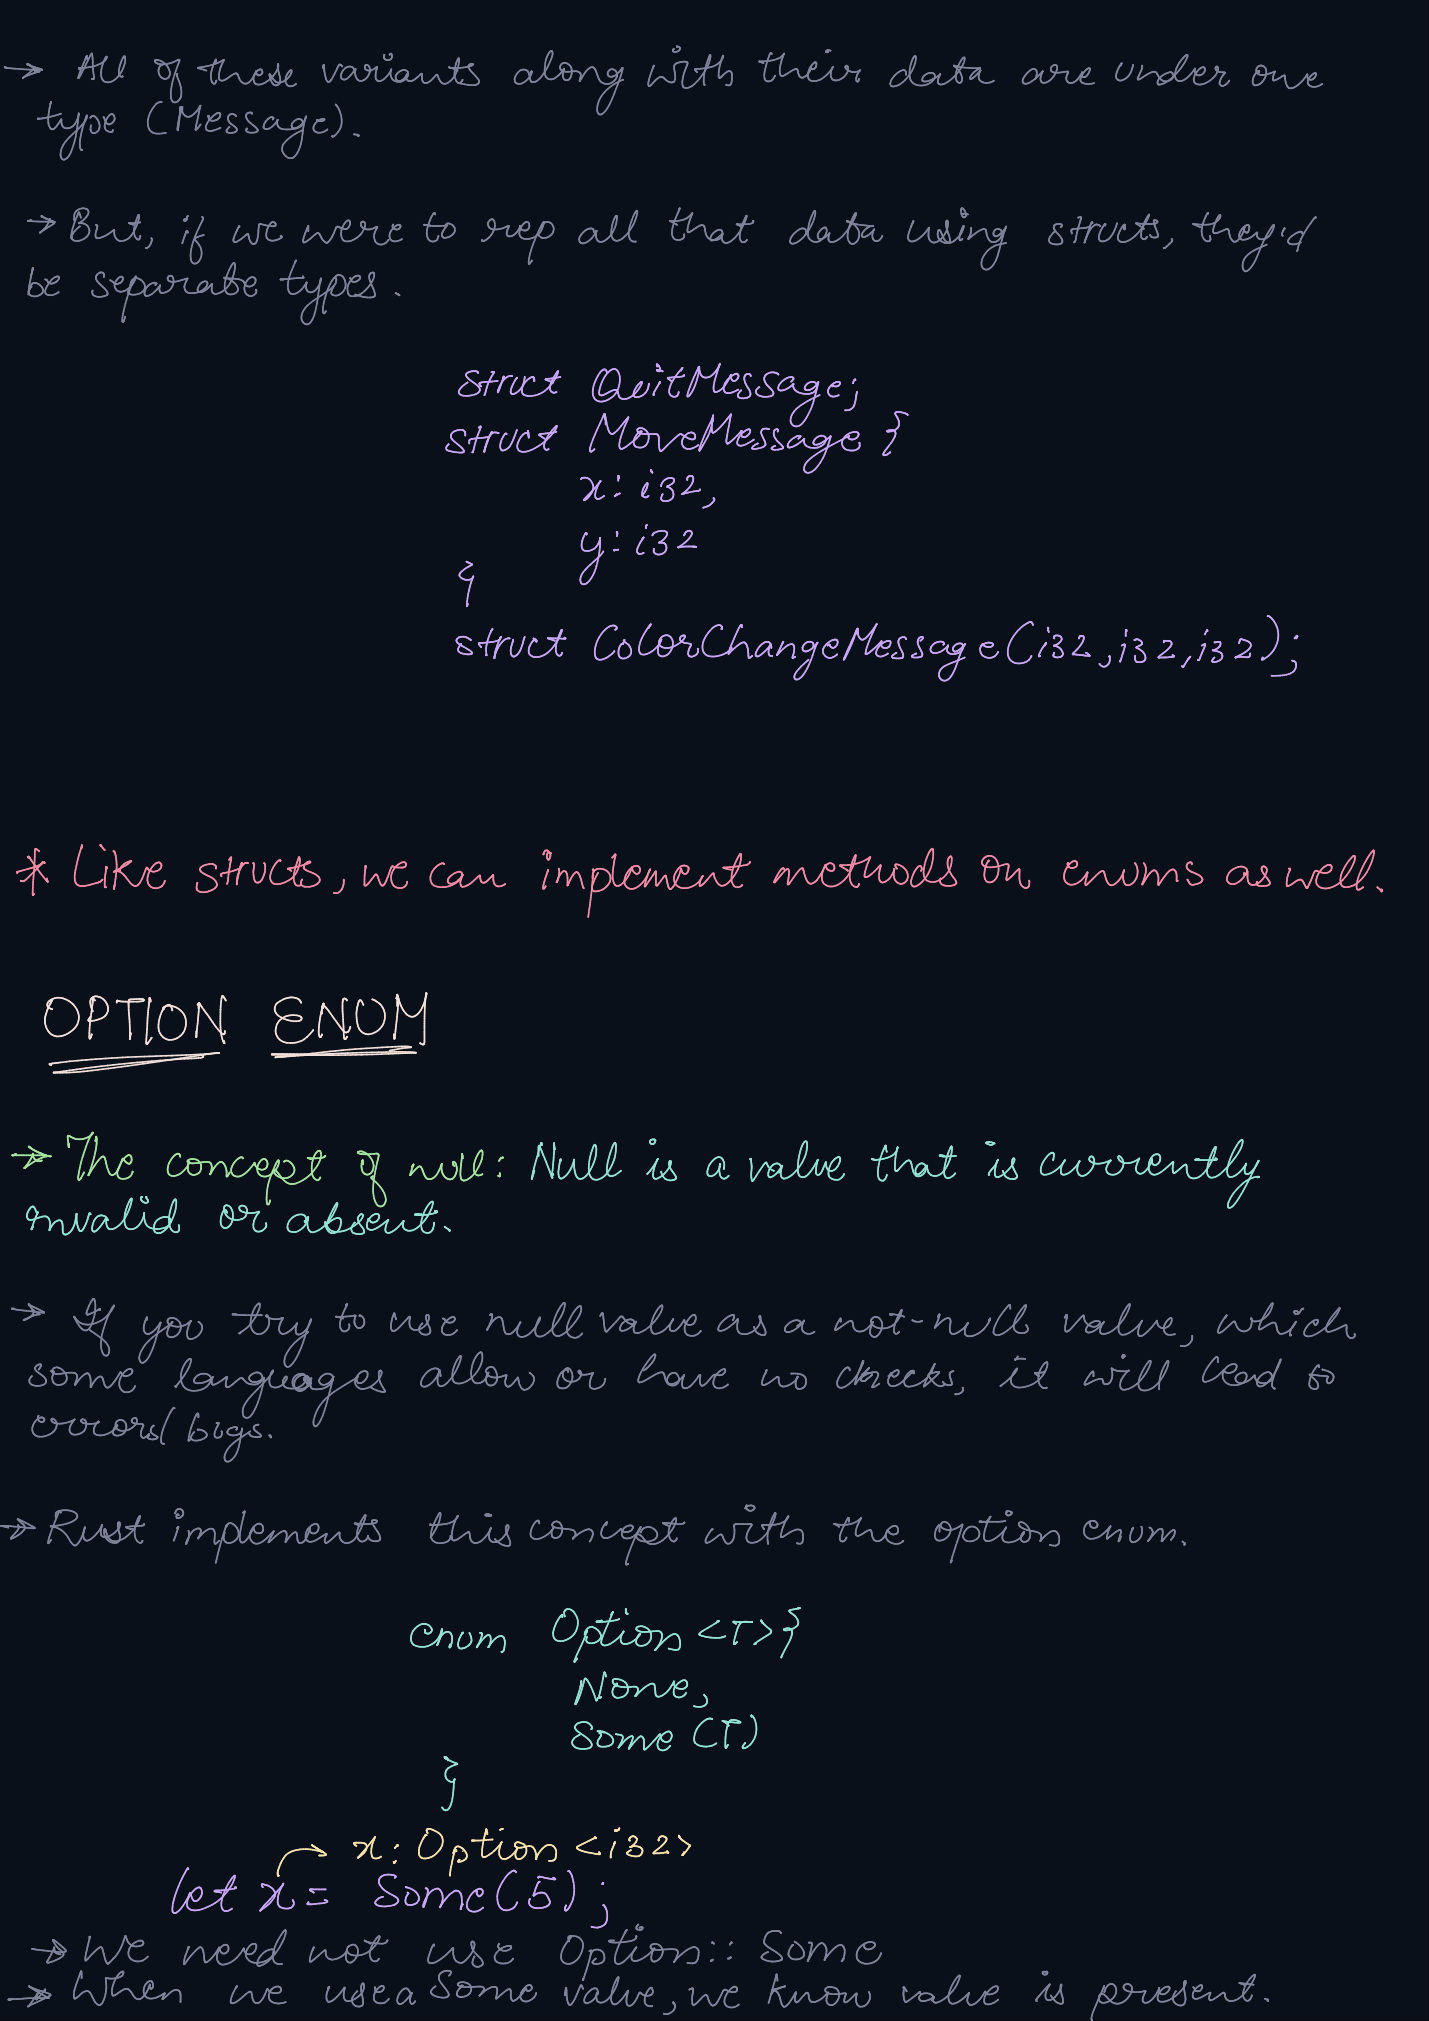 → All of these variants along with their data are under one
type (Message).
→ But, if we were to rep all that data using structs, they'd
be separate types.
struct QuitMessage;
struct MoveMessage {
x: i32,
y: i32
}
struct ColorChangeMessage(i32,i32,i32);
* Like structs, we can implement methods on enums as well.
OPTION ENUM
→ The concept of null: Null is a value that is currently
invalid or absent.
→ If you try to use null value as a not-null value, which
some languages allow or have no checks, it will lead to
errors/bugs.
→ Rust implements this concept with the option enum.
enum Option <T>{
None,
Some (T)
}
x: Option <i32>
let x = Some(5);
→ We need not use Option:: Some
→ When we use a Some value, we know value is present.